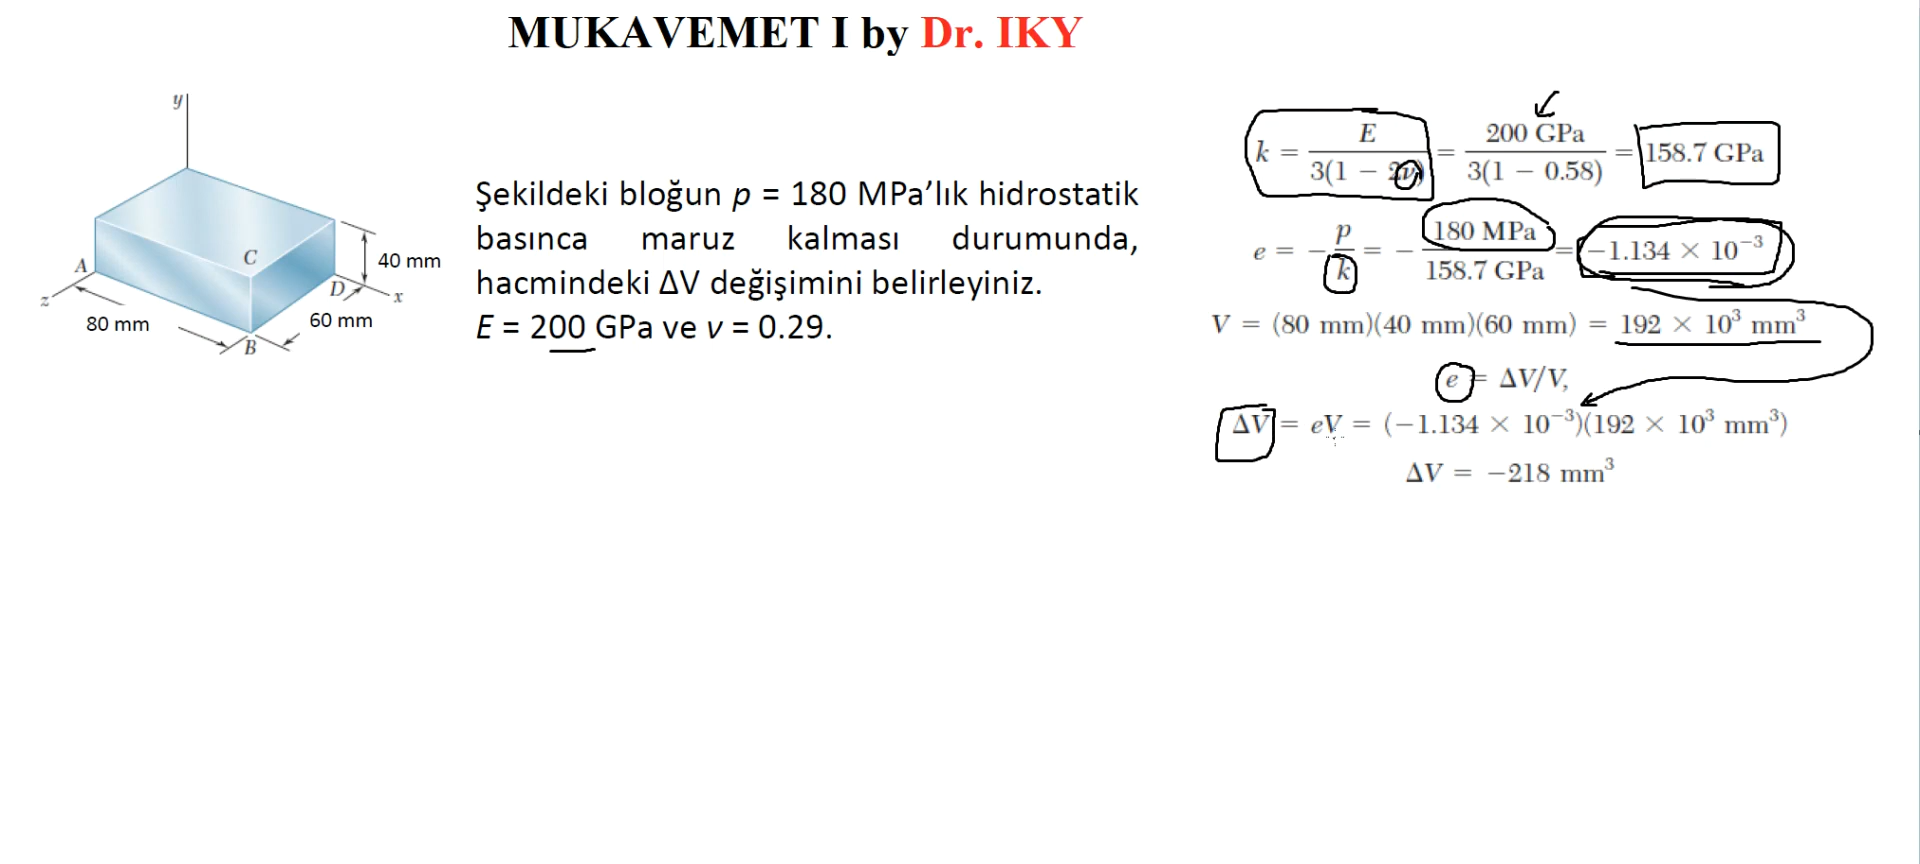 MUKAVEMET I by Dr. IKY
y
C
A
z
D
x
B
40 mm
80 mm
60 mm
Şekildeki bloğun p = 180 MPa’lık hidrostatik
basınca maruz kalması durumunda,
hacmindeki ΔV değişimini belirleyiniz.
E = 200 GPa ve ν = 0.29.
k = E / 3(1 − 2ν) = 200 GPa / 3(1 − 0.58) = 158.7 GPa
e = − p / k = − 180 MPa / 158.7 GPa = −1.134 × 10⁻³
V = (80 mm)(40 mm)(60 mm) = 192 × 10³ mm³
e = ΔV/V,
ΔV = eV = (−1.134 × 10⁻³)(192 × 10³ mm³)
ΔV = −218 mm³